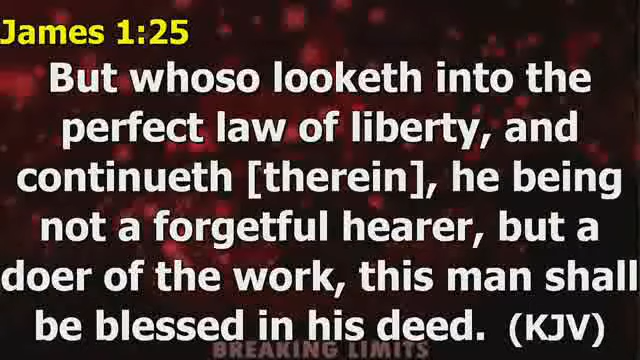 James 1:25
But whoso looketh into the
perfect law of liberty, and
continueth [therein], he being
not a forgetful hearer, but a
doer of the work, this man shall
be blessed in his deed. (KJV)
BREAKING LIMITS